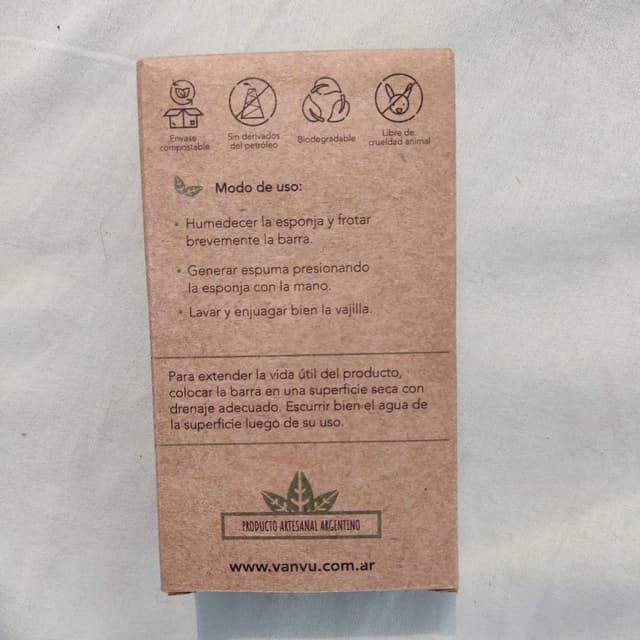 Envase
compostable
Sin derivados
del petróleo
Biodegradable
Libre de
crueldad animal
Modo de uso:
• Humedecer la esponja y frotar
brevemente la barra.
• Generar espuma presionando
la esponja con la mano.
• Lavar y enjuagar bien la vajilla.
Para extender la vida útil del producto,
colocar la barra en una superficie seca con
drenaje adecuado. Escurrir bien el agua de
la superficie luego de su uso.
PRODUCTO ARTESANAL ARGENTINO
www.vanvu.com.ar